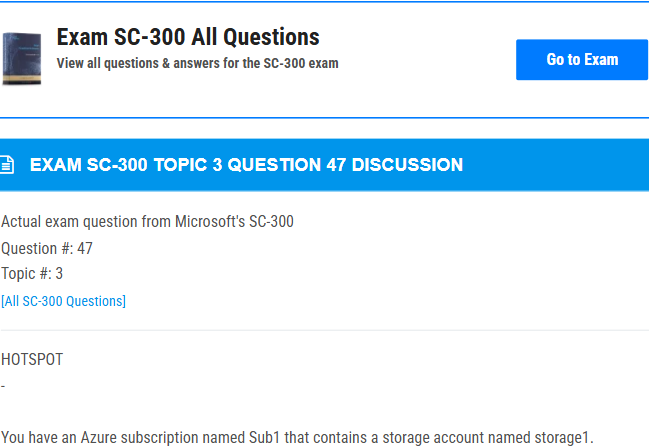 Exam SC-300 All Questions
View all questions & answers for the SC-300 exam
Go to Exam
EXAM SC-300 TOPIC 3 QUESTION 47 DISCUSSION
Actual exam question from Microsoft's SC-300
Question #: 47
Topic #: 3
[All SC-300 Questions]
HOTSPOT
-
You have an Azure subscription named Sub1 that contains a storage account named storage1.